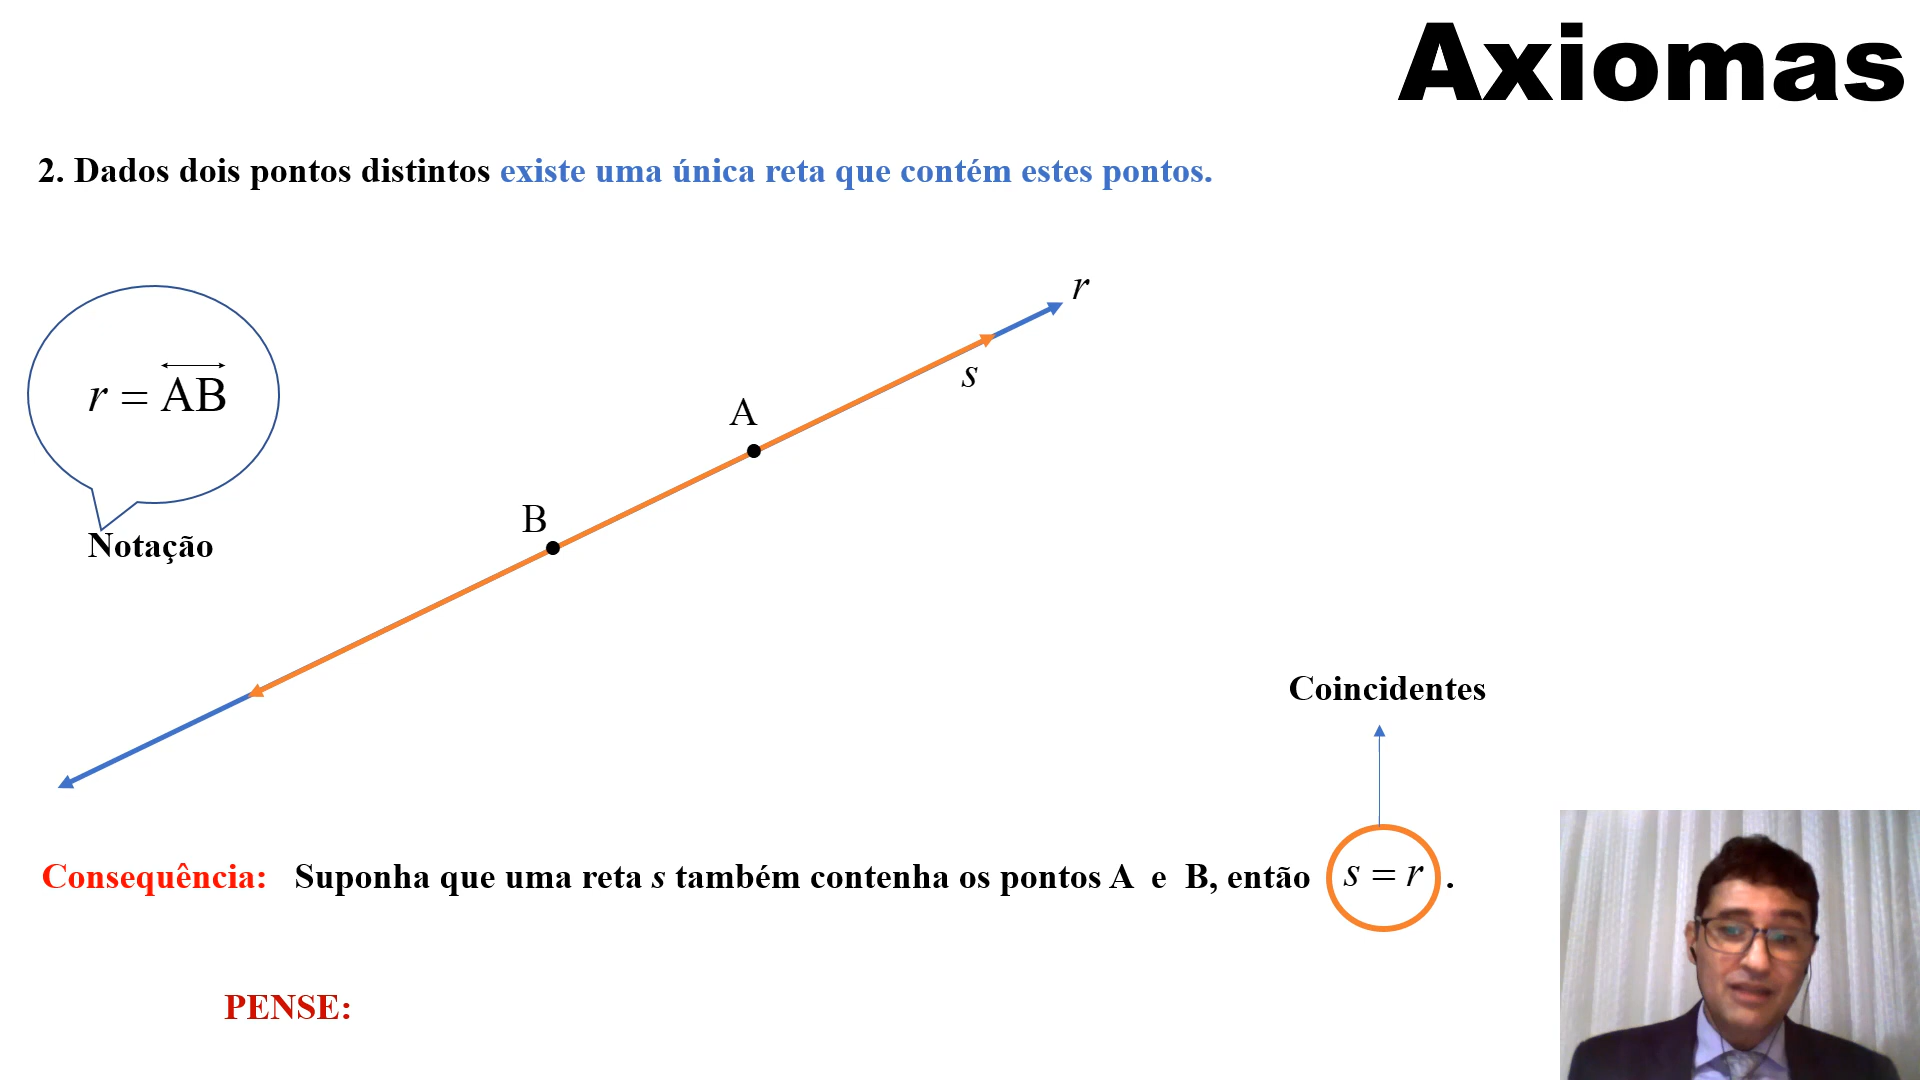 Axiomas
2. Dados dois pontos distintos existe uma única reta que contém estes pontos.
r
s
r = AB
A
B
Notação
Coincidentes
Consequência: Suponha que uma reta s também contenha os pontos A e B, então s = r .
PENSE: